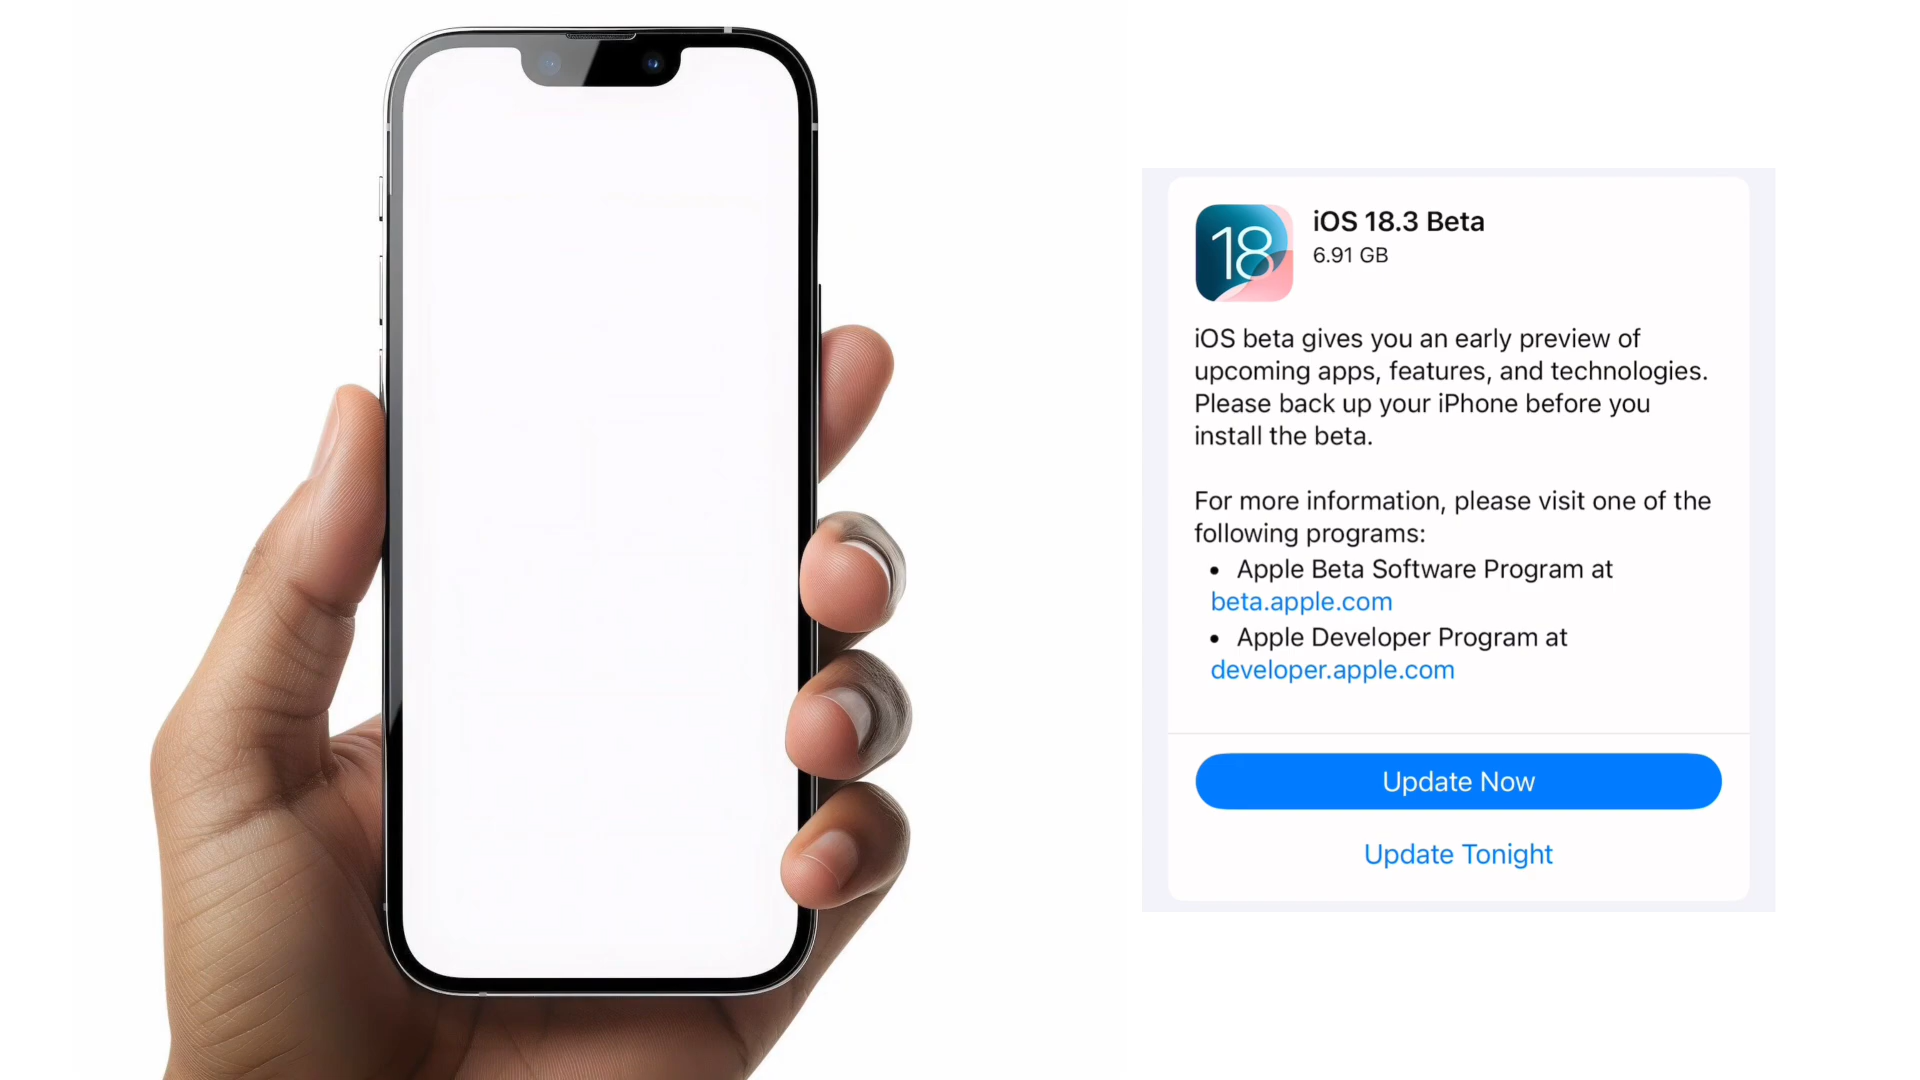 18
iOS 18.3 Beta
6.91 GB
iOS beta gives you an early preview of
upcoming apps, features, and technologies.
Please back up your iPhone before you
install the beta.
For more information, please visit one of the
following programs:
• Apple Beta Software Program at
beta.apple.com
• Apple Developer Program at
developer.apple.com
Update Now
Update Tonight